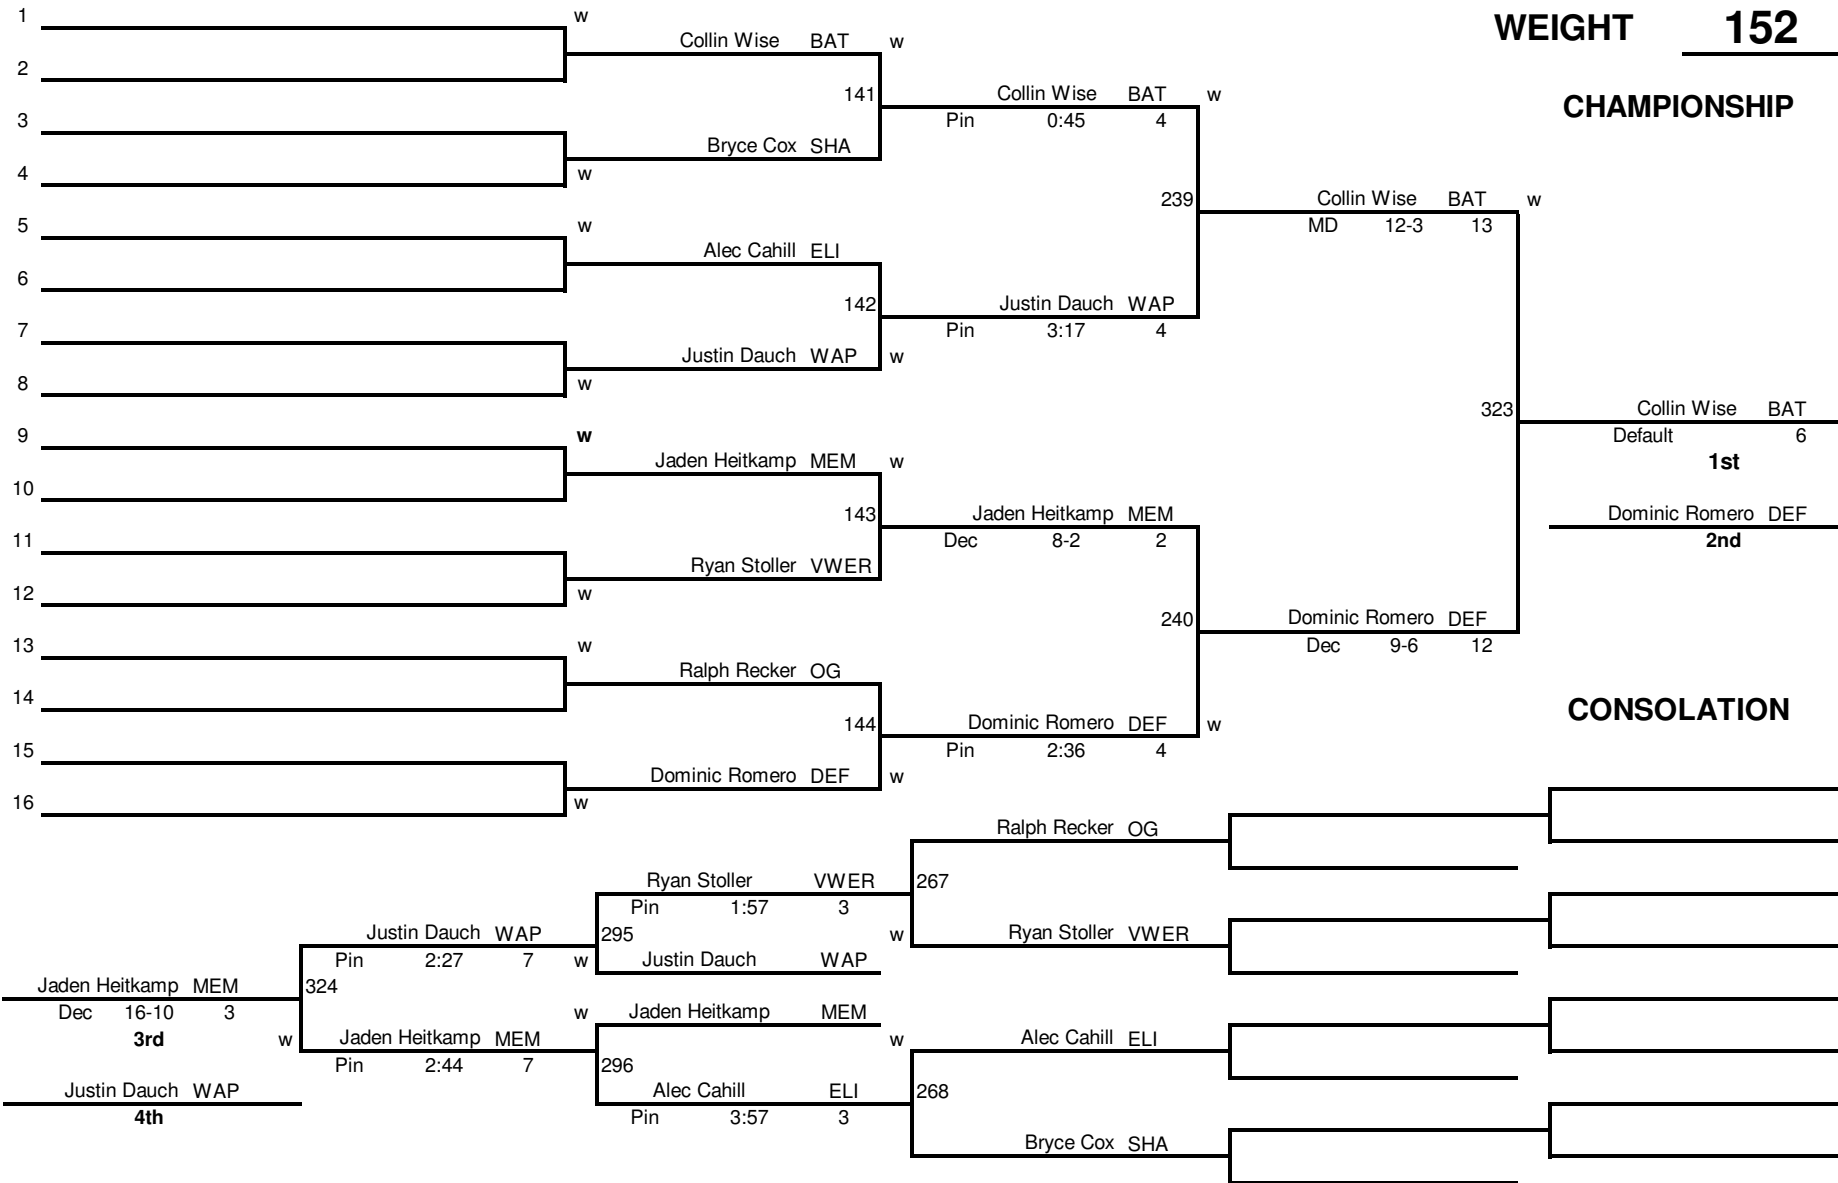 1 w
Collin Wise BAT w
WEIGHT 152
2
141 Collin Wise BAT w
CHAMPIONSHIP
3
Pin 0:45 4
Bryce Cox SHA
4 w
239 Collin Wise BAT w
5 w
MD 12-3 13
Alec Cahill ELI
6
142 Justin Dauch WAP
7
Pin 3:17 4
Justin Dauch WAP w
8 w
323 Collin Wise BAT
9 w
Default 6
Jaden Heitkamp MEM w
1st
10
143 Jaden Heitkamp MEM
Dominic Romero DEF
11
Dec 8-2 2
2nd
Ryan Stoller VWER
12 w
240 Dominic Romero DEF
13 w
Dec 9-6 12
Ralph Recker OG
14
CONSOLATION
144 Dominic Romero DEF w
15
Pin 2:36 4
Dominic Romero DEF w
16 w
Ralph Recker OG
Ryan Stoller VWER 267
Pin 1:57 3
Justin Dauch WAP 295 w Ryan Stoller VWER
Pin 2:27 7 w Justin Dauch WAP
Jaden Heitkamp MEM 324
Dec 16-10 3 w Jaden Heitkamp MEM
3rd w Jaden Heitkamp MEM w Alec Cahill ELI
Pin 2:44 7 296
Justin Dauch WAP Alec Cahill ELI 268
4th Pin 3:57 3
Bryce Cox SHA